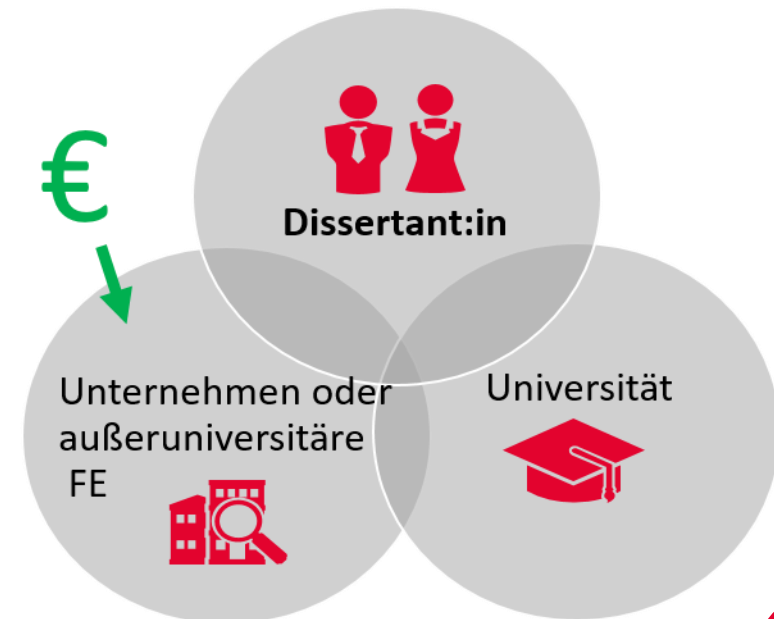 €
Dissertant:in
Unternehmen oder
außeruniversitäre
FE
Universität